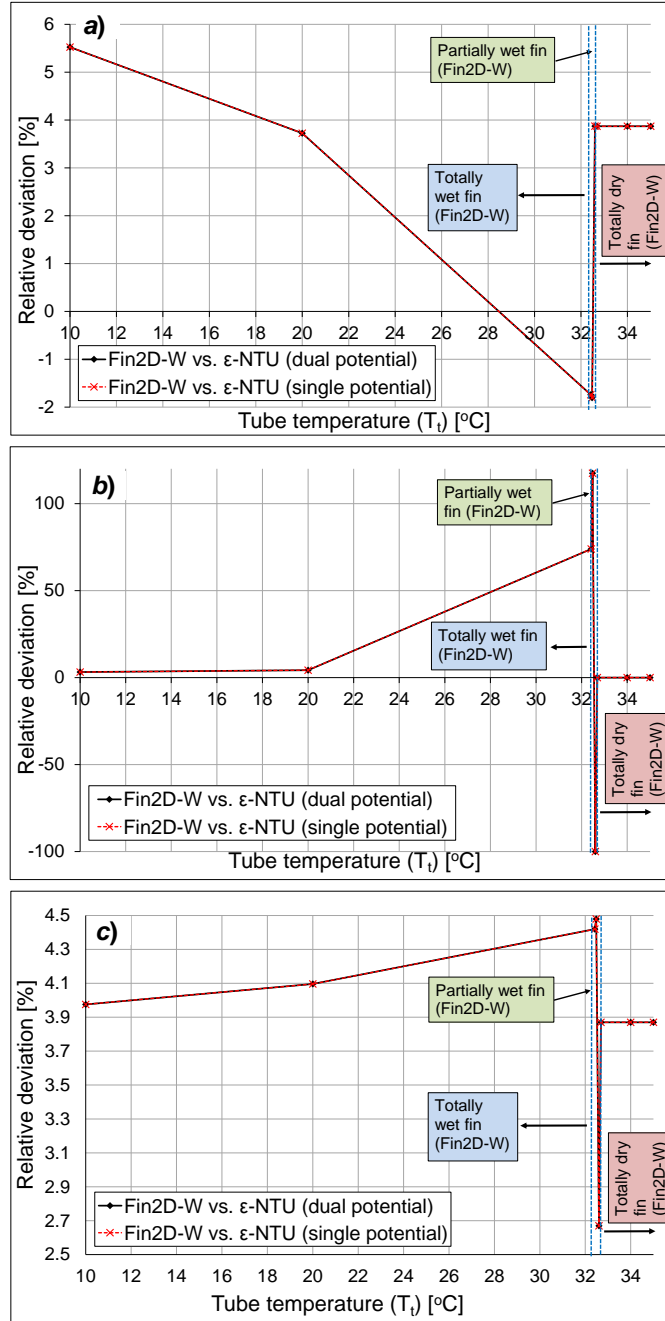 a)
Relative deviation [%]
6
5
4
3
2
1
0
-1
-2
10 12 14 16 18 20 22 24 26 28 30 32 34
Partially wet fin
(Fin2D-W)
Totally
wet fin
(Fin2D-W)
Totally dry
fin
(Fin2D-W)
Fin2D-W vs. ε-NTU (dual potential)
Fin2D-W vs. ε-NTU (single potential)
Tube temperature (Tt) [oC]
b)
Relative deviation [%]
100
50
0
-50
-100
10 12 14 16 18 20 22 24 26 28 30 32 34
Partially wet
fin (Fin2D-W)
Totally wet fin
(Fin2D-W)
Totally dry
fin
(Fin2D-W)
Fin2D-W vs. ε-NTU (dual potential)
Fin2D-W vs. ε-NTU (single potential)
Tube temperature (Tt) [oC]
c)
Relative deviation [%]
4.5
4.3
4.1
3.9
3.7
3.5
3.3
3.1
2.9
2.7
2.5
Partially wet fin
(Fin2D-W)
Totally
wet fin
(Fin2D-W)
Totally dry
fin
(Fin2D-W)
Fin2D-W vs. ε-NTU (dual potential)
Fin2D-W vs. ε-NTU (single potential)
10 12 14 16 18 20 22 24 26 28 30 32 34
Tube temperature (Tt) [oC]